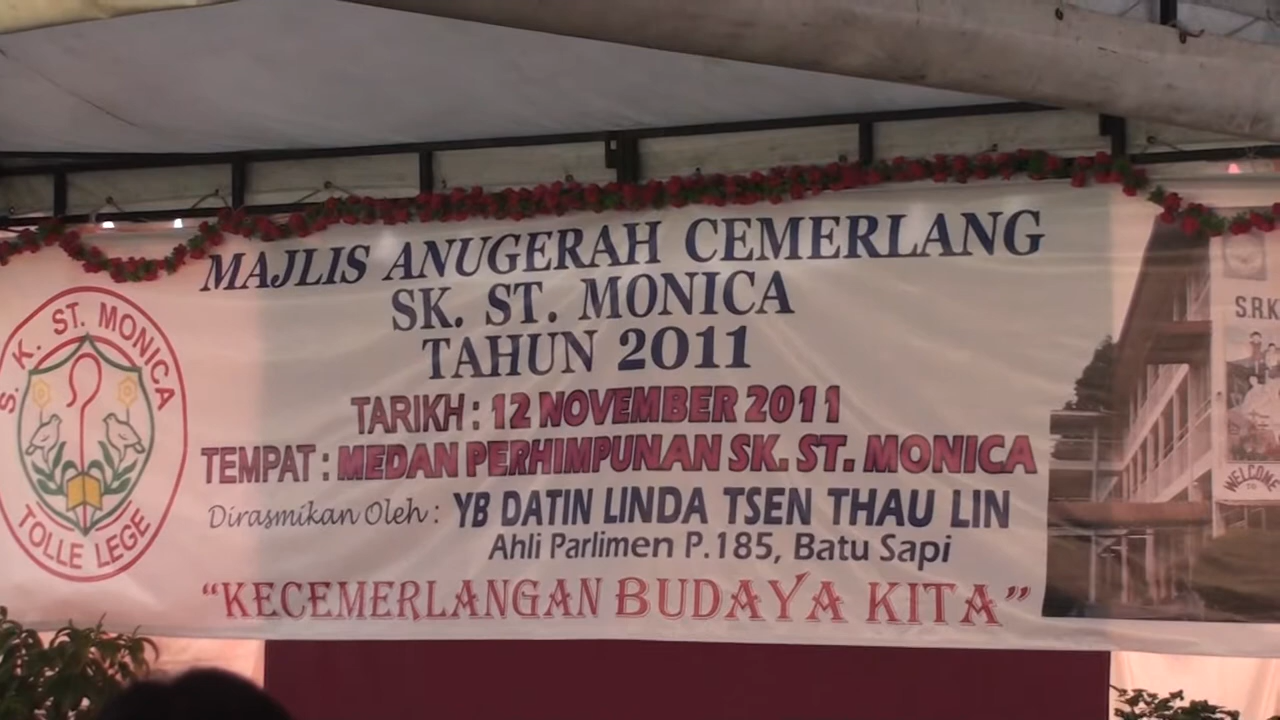 MAJLIS ANUGERAH CEMERLANG
SK. ST. MONICA
TAHUN 2011
TARIKH : 12 NOVEMBER 2011
TEMPAT : MEDAN PERHIMPUNAN SK. ST. MONICA
Dirasmikan Oleh : YB DATIN LINDA TSEN THAU LIN
Ahli Parlimen P.185, Batu Sapi
“KECEMERLANGAN BUDAYA KITA”
S. K. ST. MONICA
TOLLE LEGE
S.R.K
WELCOME
TO